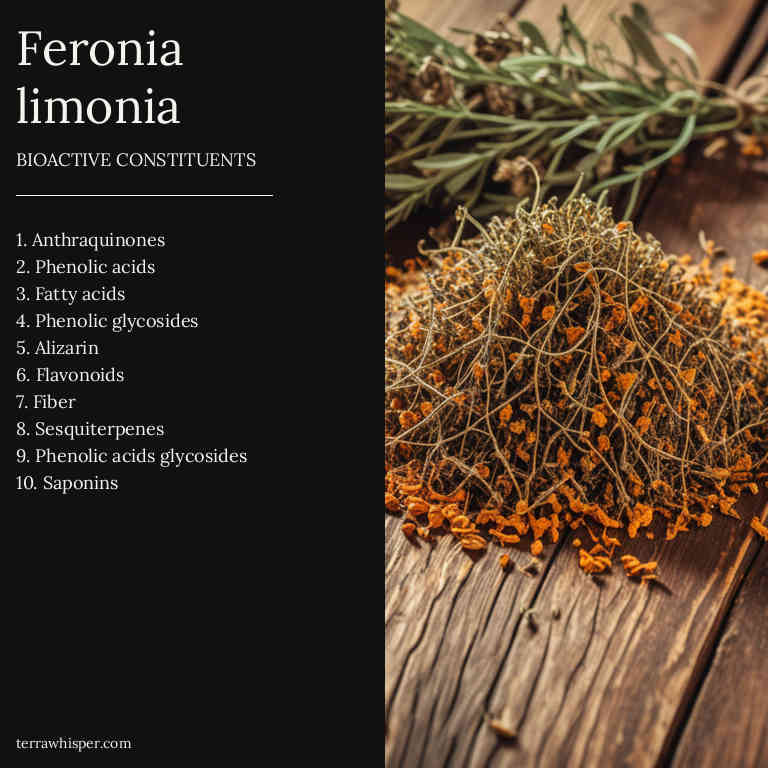 Feronia
limonia
BIOACTIVE CONSTITUENTS
1. Anthraquinones
2. Phenolic acids
3. Fatty acids
4. Phenolic glycosides
5. Alizarin
6. Flavonoids
7. Fiber
8. Sesquiterpenes
9. Phenolic acids glycosides
10. Saponins
terrawhisper.com